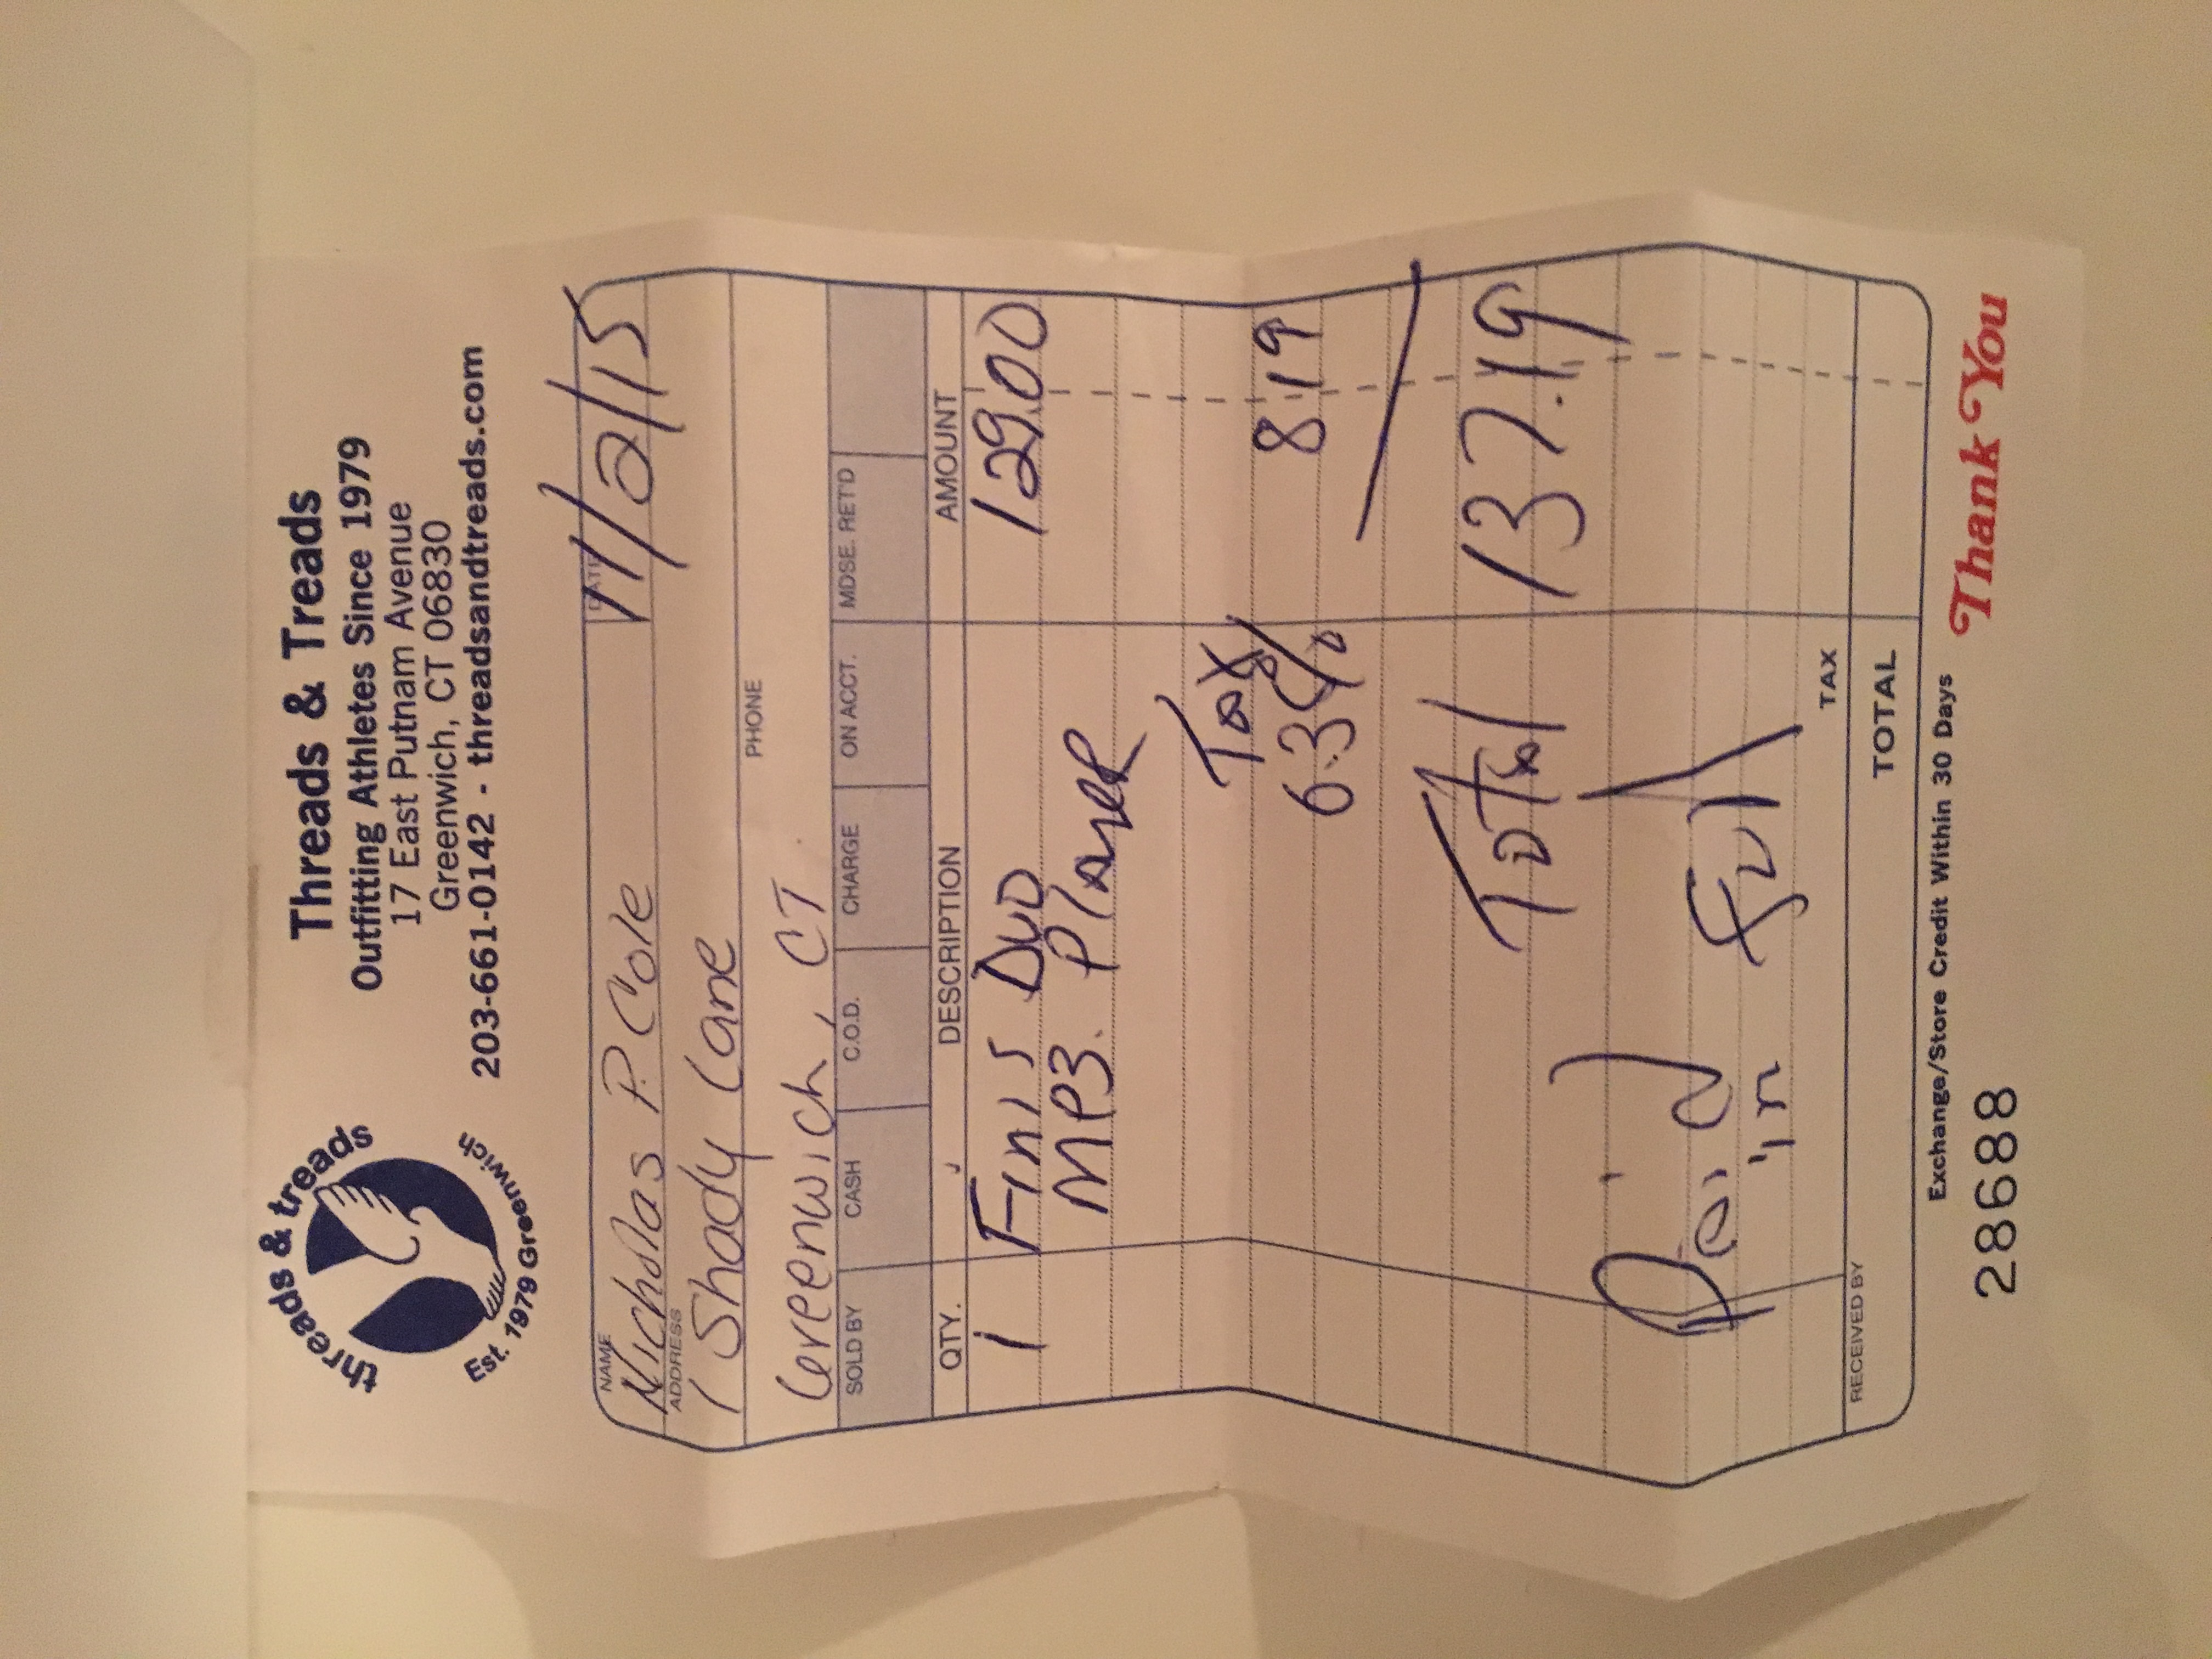 threads & treads
est. 1979 Greenwich
Threads & Treads
Outfitting Athletes Since 1979
17 East Putnam Avenue
Greenwich, CT 06830
203-661-0142 - threadsandtreads.com
NAME
Nicholas P. Cole
DATE
11/2/15
ADDRESS
1 Shady Lane
PHONE
Greenwich, CT.
SOLD BY CASH C.O.D. CHARGE ON ACCT. MDSE. RET'D
QTY. DESCRIPTION AMOUNT
1 Finis Duo 129.00
MP3. Player
Tax
6.35% 8.19
Total 137.19
Paid
in full
TAX
RECEIVED BY TOTAL
Exchange/Store Credit Within 30 Days
28688 Thank You